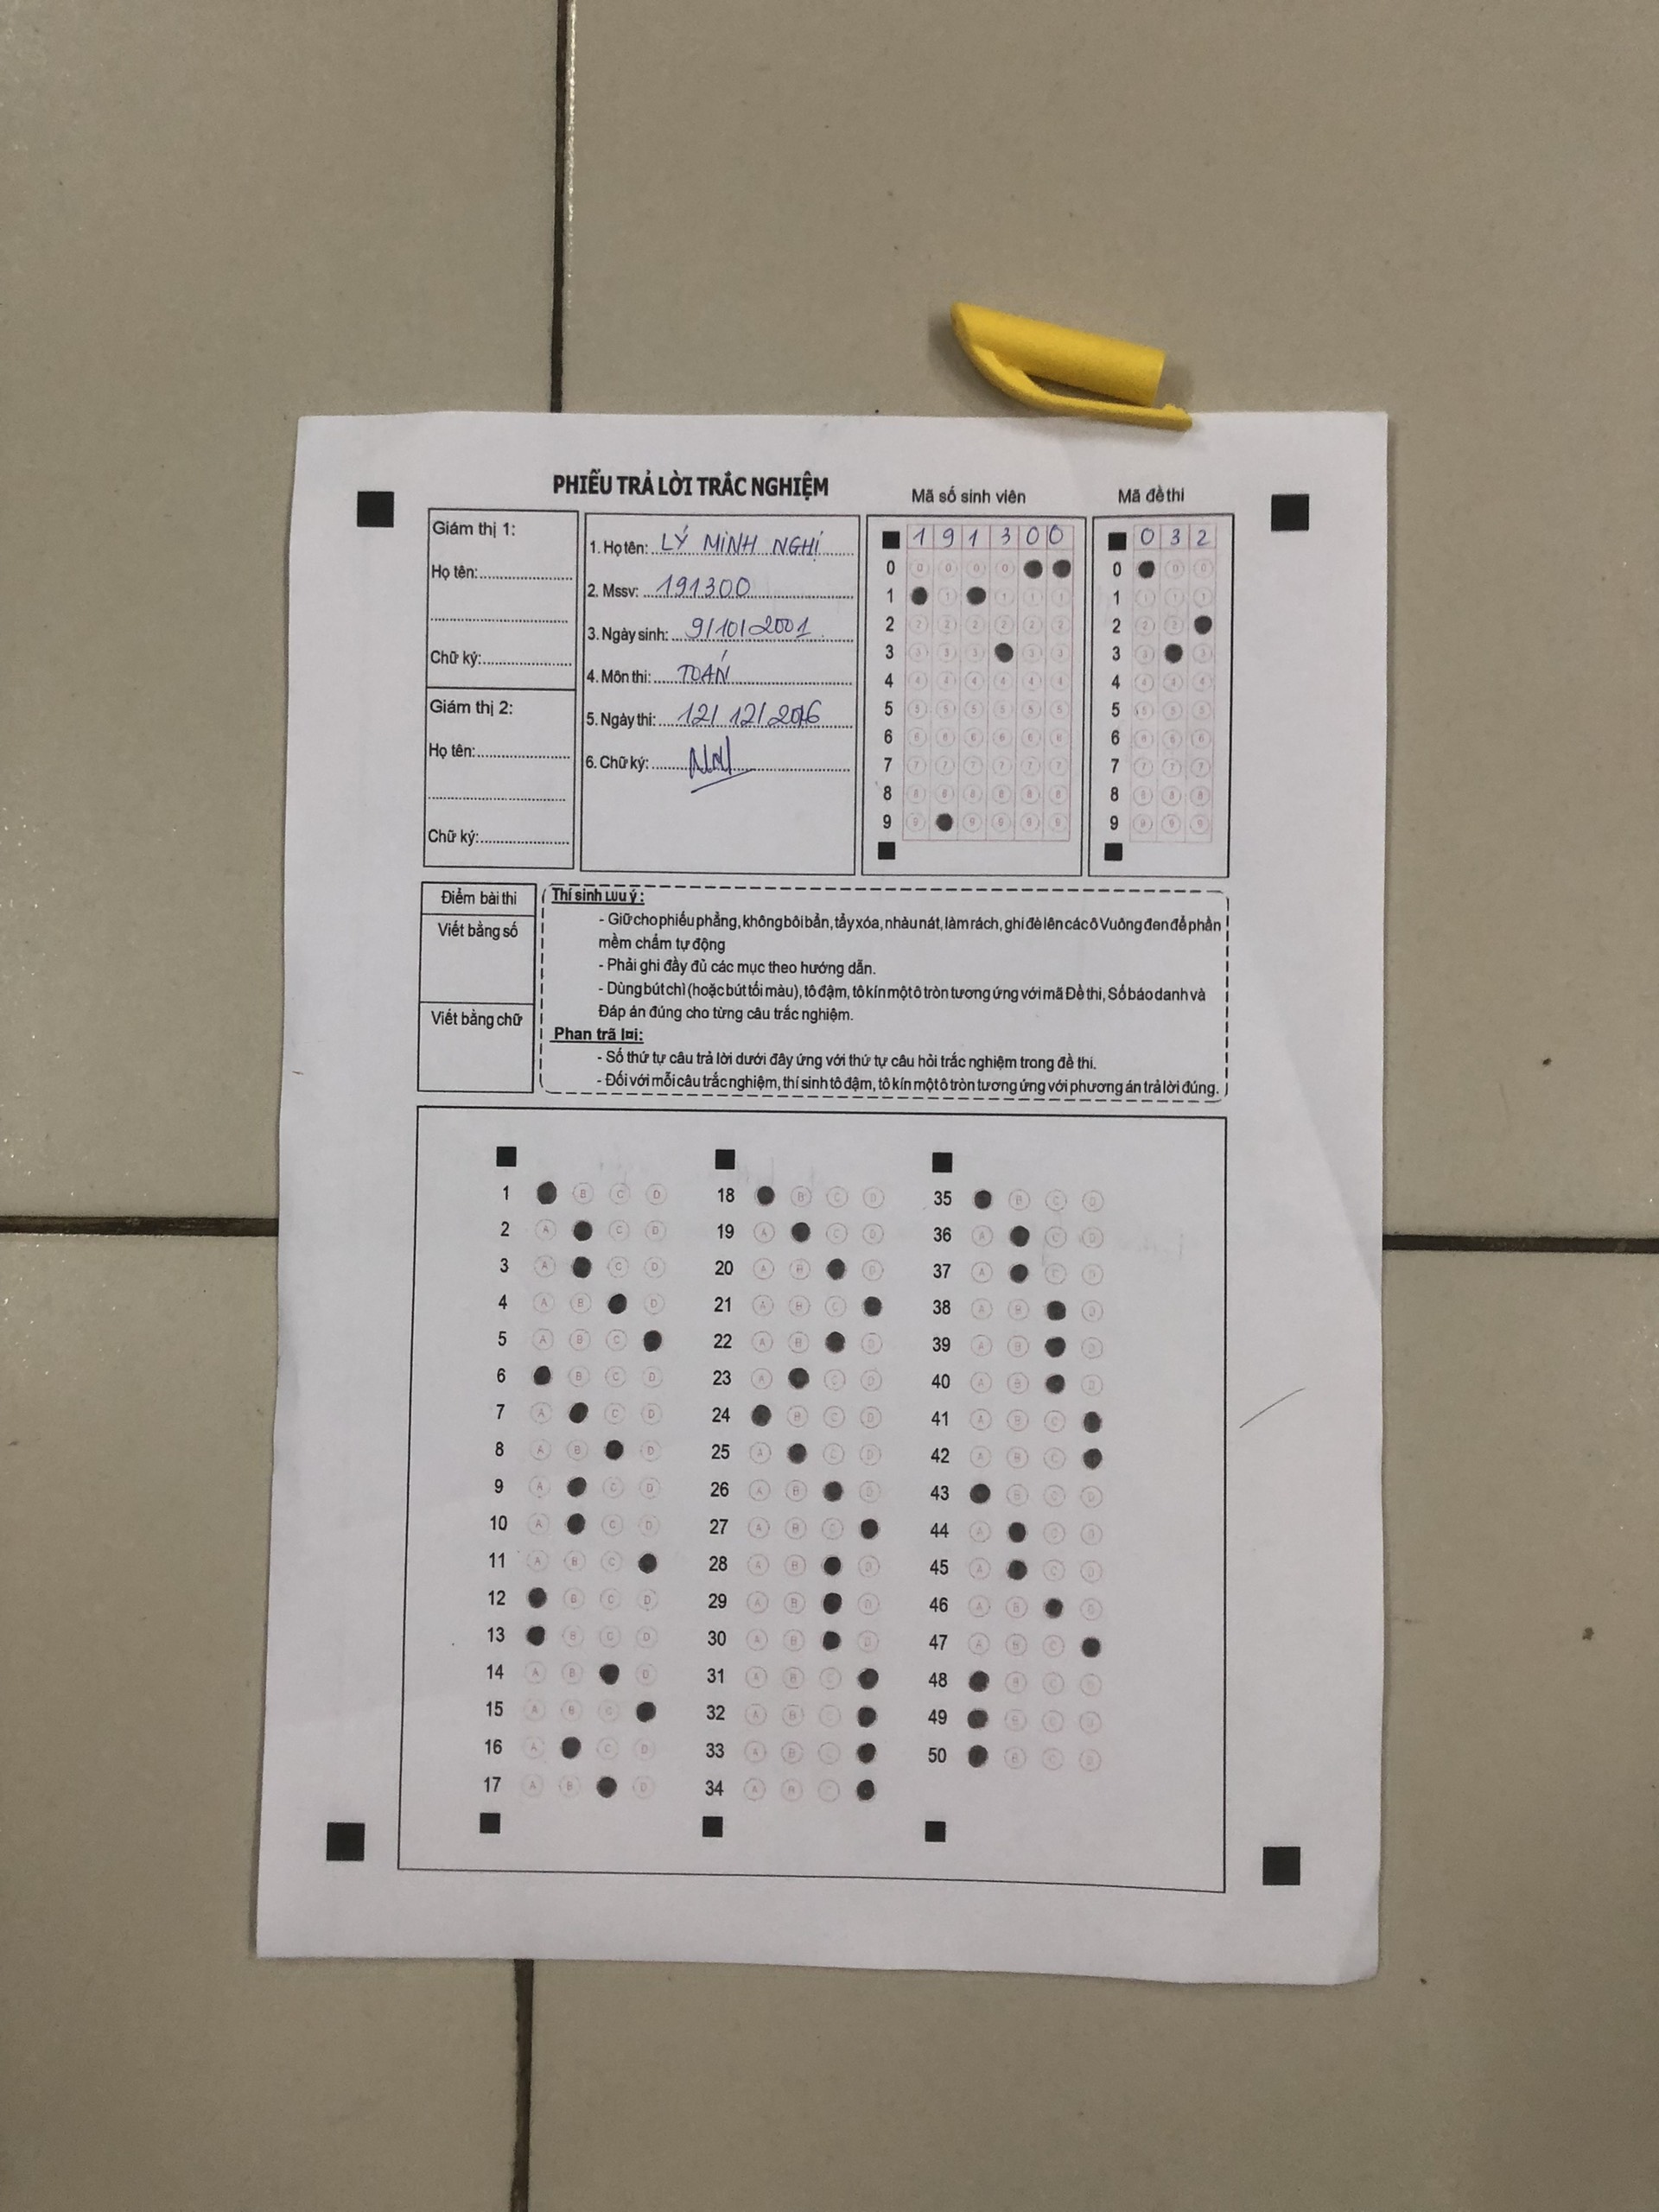 PHIẾU TRẢ LỜI TRẮC NGHIỆM
Giám thị 1:
Họ tên:
Chữ ký:
Giám thị 2:
Họ tên:
Chữ ký:
1. Họ tên: LÝ MINH NGHỊ
2. Mssv: 191300
3. Ngày sinh: 9/10/2001
4. Môn thi: TOÁN
5. Ngày thi: 12/12/2016
6. Chữ ký:
Mã số sinh viên
1 9 1 3 0 0
0
1
2
3
4
5
6
7
8
9
Mã đề thi
0 3 2
0
1
2
3
4
5
6
7
8
9
Điểm bài thi
Viết bằng số
Viết bằng chữ
Thí sinh Lưu ý:
- Giữ cho phiếu phẳng, không bôi bẩn, tẩy xóa, nhàu nát, làm rách, ghi đè lên các ô Vuông đen để phần
mềm chấm tự động
- Phải ghi đầy đủ các mục theo hướng dẫn.
- Dùng bút chì (hoặc bút tối màu), tô đậm, tô kín một ô tròn tương ứng với mã Đề thi, Số báo danh và
Đáp án đúng cho từng câu trắc nghiệm.
Phan trã lơi:
- Số thứ tự câu trả lời dưới đây ứng với thứ tự câu hỏi trắc nghiệm trong đề thi.
- Đối với mỗi câu trắc nghiệm, thí sinh tô đậm, tô kín một ô tròn tương ứng với phương án trả lời đúng.
1 B C D
2 A C D
3 A C D
4 A B D
5 A B C
6 B C D
7 A C D
8 A B D
9 A C D
10 A C D
11 A B C
12 B C D
13 B C D
14 A B D
15 A B C
16 A C D
17 A B D
18 B C D
19 A C D
20 A B D
21 A B C
22 A B D
23 A C D
24 B C D
25 A C D
26 A B D
27 A B C
28 A B D
29 A B D
30 A B D
31 A B C
32 A B C
33 A B C
34 A B C
35 B C D
36 A C D
37 A C D
38 A B D
39 A B D
40 A B D
41 A B C
42 A B C
43 B C D
44 A C D
45 A C D
46 A B D
47 A B C
48 B C D
49 B C D
50 B C D